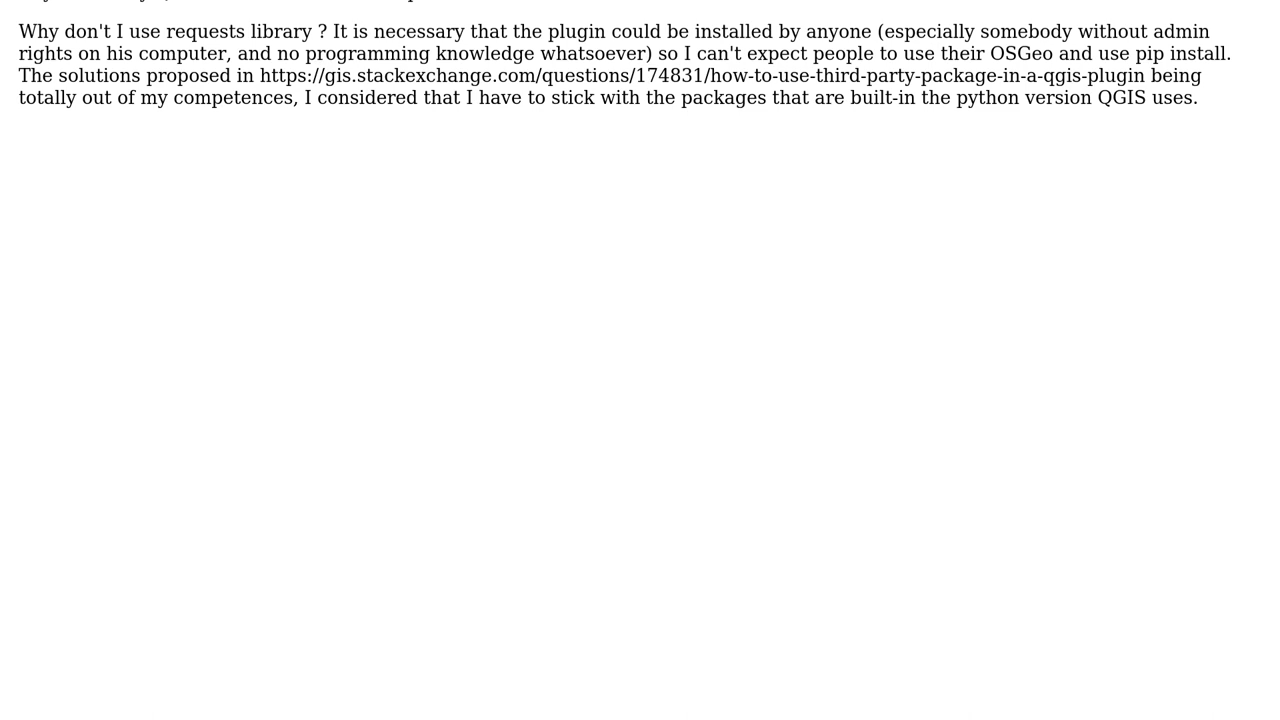 Why don't I use requests library ? It is necessary that the plugin could be installed by anyone (especially somebody without admin
rights on his computer, and no programming knowledge whatsoever) so I can't expect people to use their OSGeo and use pip install.
The solutions proposed in https://gis.stackexchange.com/questions/174831/how-to-use-third-party-package-in-a-qgis-plugin being
totally out of my competences, I considered that I have to stick with the packages that are built-in the python version QGIS uses.